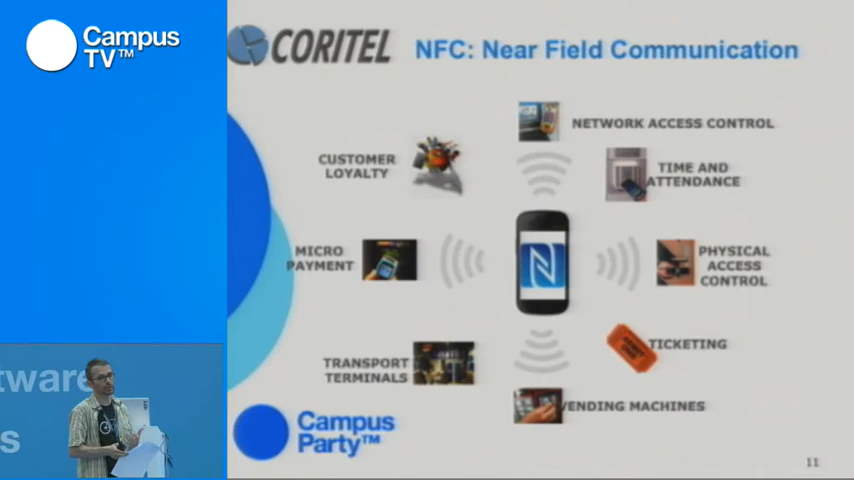 Campus
TV™
CORITEL
NFC: Near Field Communication
NETWORK ACCESS CONTROL
CUSTOMER
LOYALTY
TIME AND
ATTENDANCE
MICRO
PAYMENT
PHYSICAL
ACCESS
CONTROL
TICKETING
TRANSPORT
TERMINALS
VENDING MACHINES
Campus
Party™
11
tware
s